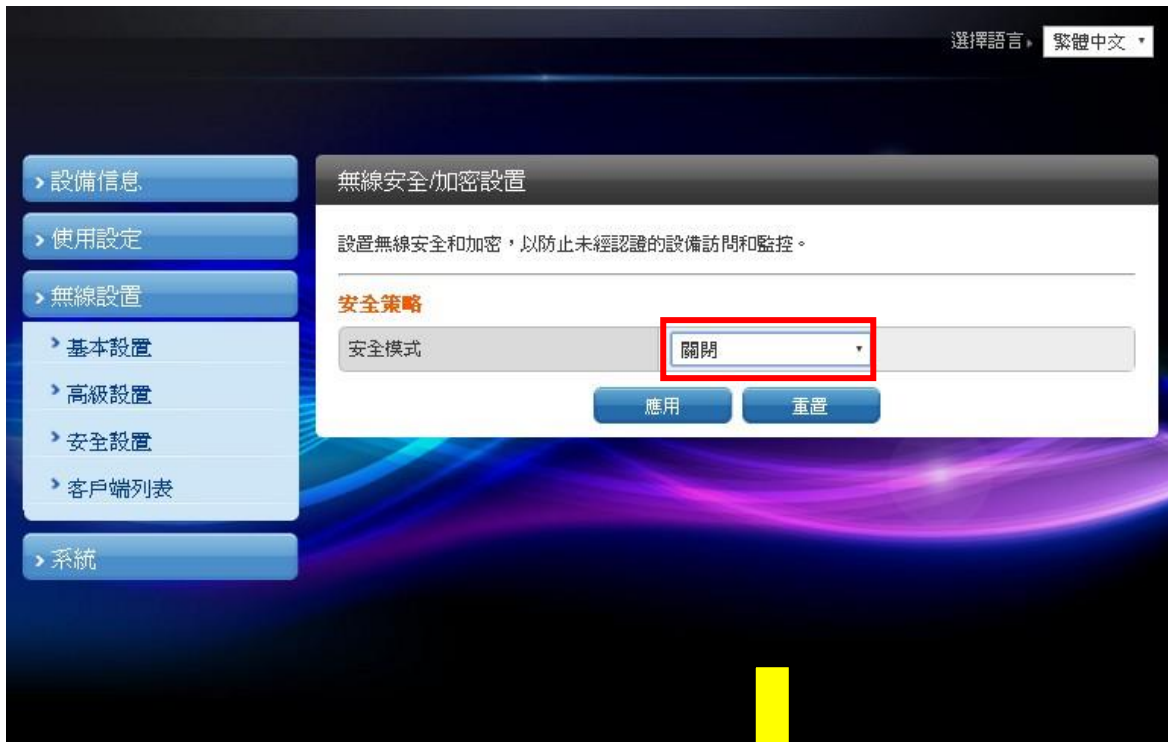 選擇語言
繁體中文
設備信息
使用設定
無線設置
基本設置
高級設置
安全設置
客戶端列表
系統
無線安全/加密設置
設置無線安全和加密，以防止未經認證的設備訪問和監控。
安全策略
安全模式
關閉
應用
重置